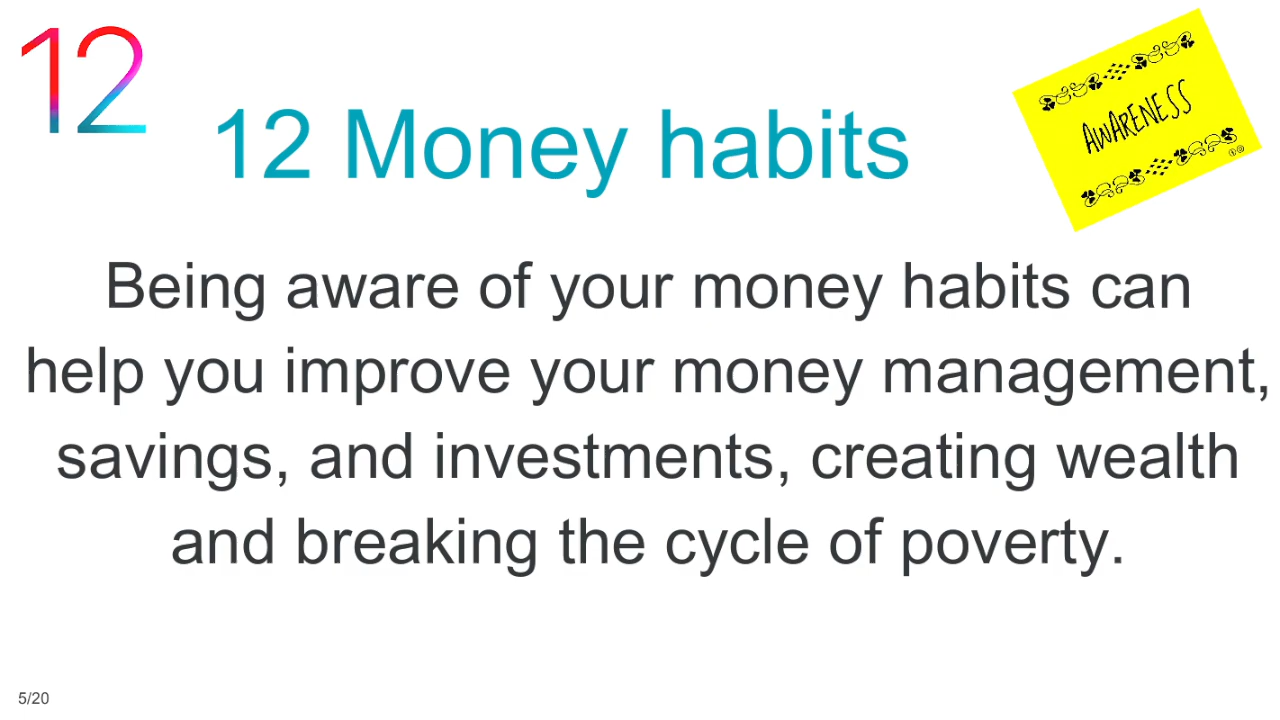 12
12 Money habits
AWARENESS
Being aware of your money habits can
help you improve your money management,
savings, and investments, creating wealth
and breaking the cycle of poverty.
5/20